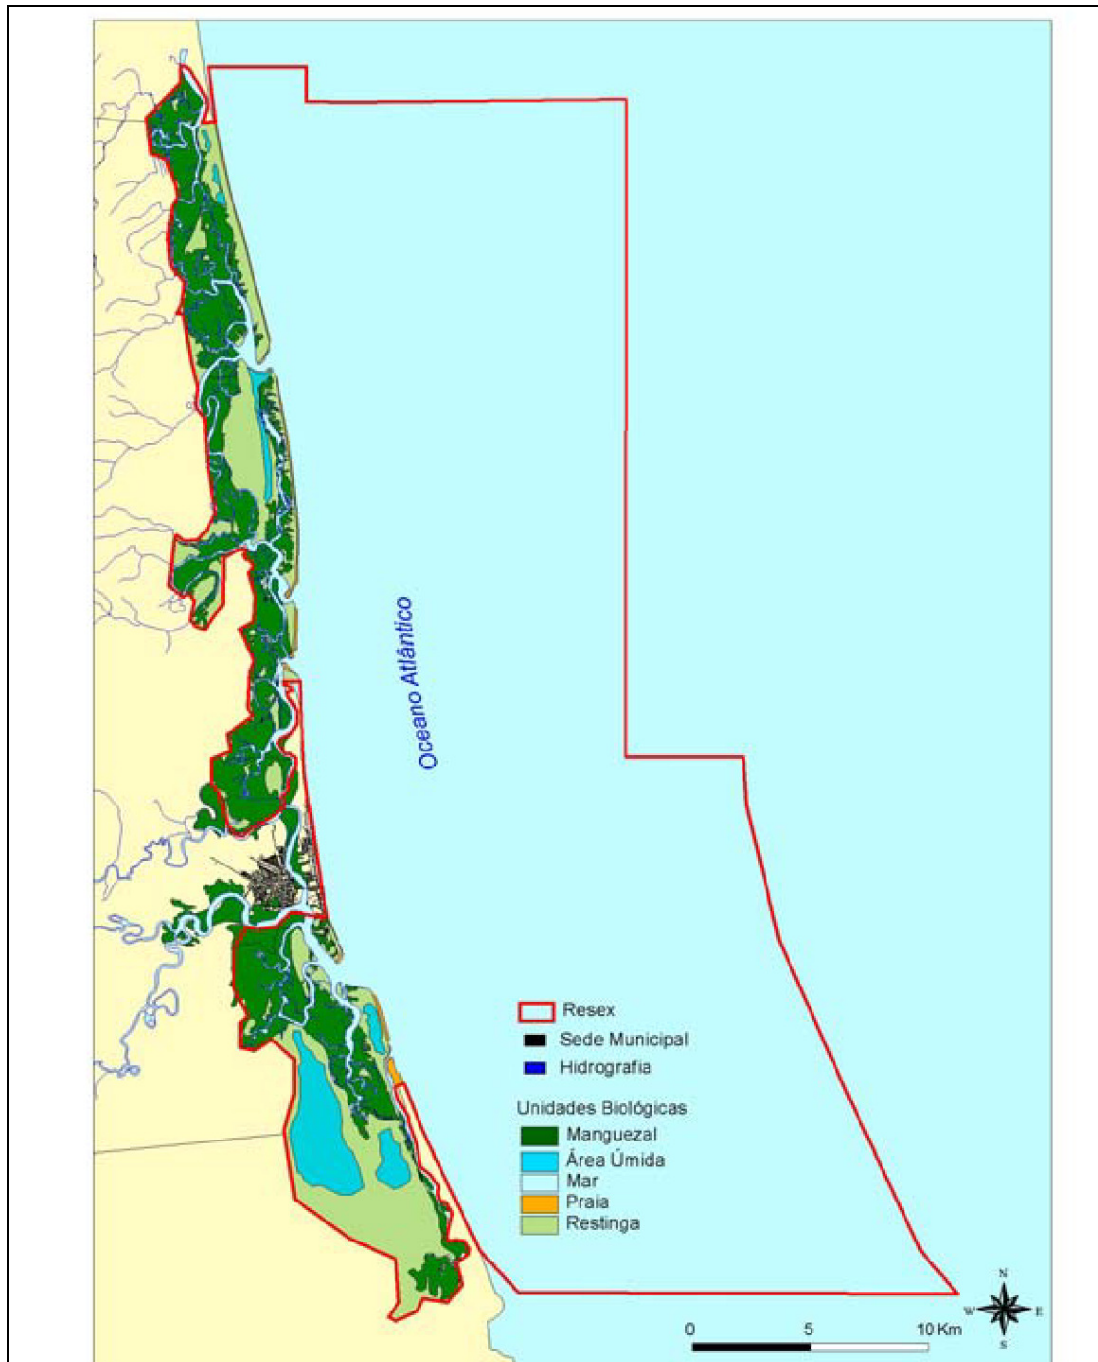 Oceano Atlântico
Resex
Sede Municipal
Hidrografia
Unidades Biológicas
Manguezal
Área Úmida
Mar
Praia
Restinga
N
W E
S
0 5 10 Km